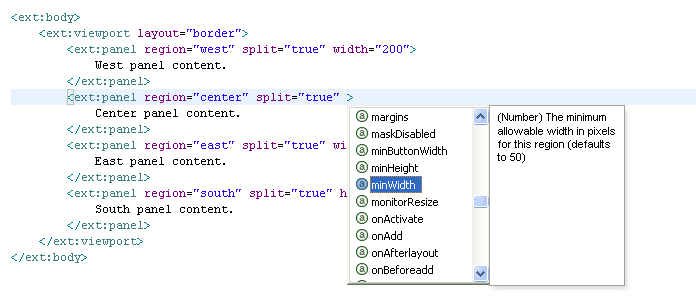 <ext:body>
<ext:viewport layout="border">
<ext:panel region="west" split="true" width="200">
West panel content.
</ext:panel>
<ext:panel region="center" split="true" >
Center panel content.
</ext:panel>
<ext:panel region="east" split="true" wi
East panel content.
</ext:panel>
<ext:panel region="south" split="true" h
South panel content.
</ext:panel>
</ext:viewport>
</ext:body>
margins
maskDisabled
minButtonWidth
minHeight
minWidth
monitorResize
onActivate
onAdd
onAfterlayout
onBeforeadd
(Number) The minimum
allowable width in pixels
for this region (defaults
to 50)